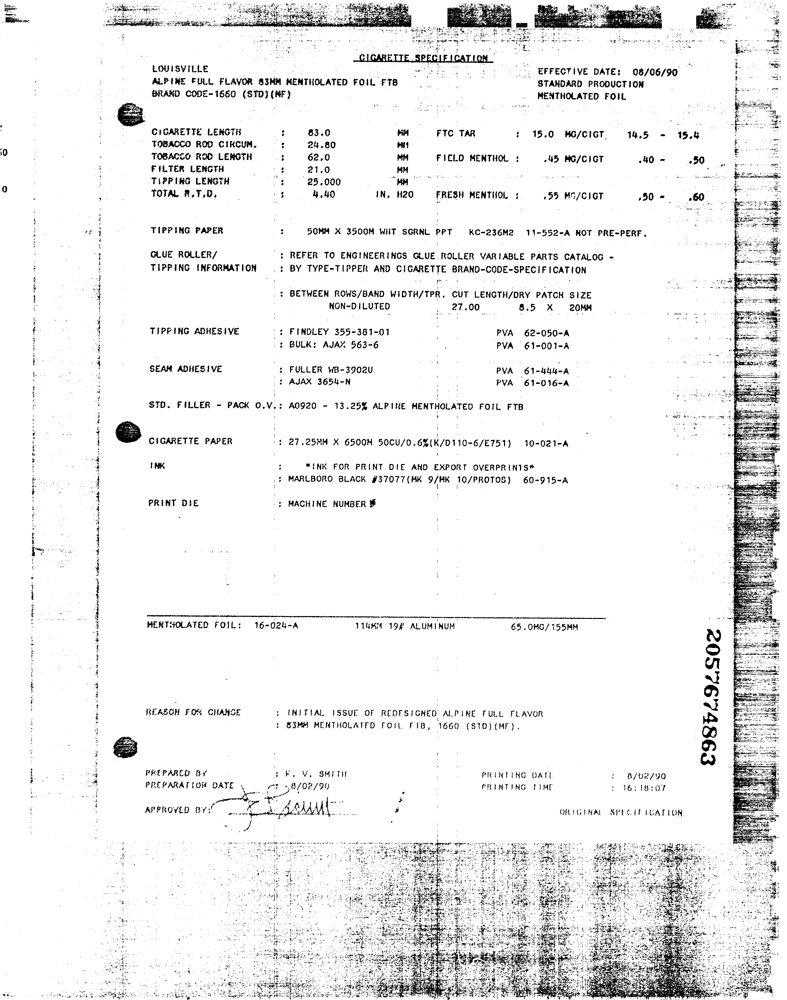 CIGARETTE SPECIFICATION
LOUISVILLE
EFFECTIVE DATE: 08/06/90
ALPINE FULL FLAVOR 83MM MENTHOLATED FOIL FTB
STANDARD PRODUCTION
BRAND CODE-1660 (STD)(MF)
MENTHOLATED FOIL
CIGARETTE LENGTH : 83.0 MM FTC TAR : 15.0 MG/CIGT 14.5 - 15.4
TOBACCO ROD CIRCUM. : 24.80 MM
TOBACCO ROD LENGTH : 62.0 MM FIELD MENTHOL : .45 MG/CIGT .40 - .50
FILTER LENGTH : 21.0 MM
TIPPING LENGTH : 25.000 MM
TOTAL R.T.D. : 4.40 IN. H2O FRESH MENTHOL : .55 MG/CIGT .50 - .60
TIPPING PAPER : 50MM X 3500M WHT SGRNL PPT KC-236M2 11-552-A NOT PRE-PERF.
GLUE ROLLER/ : REFER TO ENGINEERINGS GLUE ROLLER VARIABLE PARTS CATALOG -
TIPPING INFORMATION : BY TYPE-TIPPER AND CIGARETTE BRAND-CODE-SPECIFICATION
: BETWEEN ROWS/BAND WIDTH/TPR. CUT LENGTH/DRY PATCH SIZE
NON-DILUTED 27.00 8.5 X 20MM
TIPPING ADHESIVE : FINDLEY 355-381-01 PVA 62-050-A
: BULK: AJAX 563-6 PVA 61-001-A
SEAM ADHESIVE : FULLER WB-3902U PVA 61-444-A
: AJAX 3654-N PVA 61-016-A
STD. FILLER - PACK O.V.: A0920 - 13.25% ALPINE MENTHOLATED FOIL FTB
CIGARETTE PAPER : 27.25MM X 6500M 50CU/0.6%(K/D110-6/E751) 10-021-A
INK : *INK FOR PRINT DIE AND EXPORT OVERPRINTS*
: MARLBORO BLACK #37077(MK 9/MK 10/PROTOS) 60-915-A
PRINT DIE : MACHINE NUMBER #
MENTHOLATED FOIL: 16-024-A 114MM 19# ALUMINUM 65.0MG/155MM
20576748​63
REASON FOR CHANGE : INITIAL ISSUE OF REDESIGNED ALPINE FULL FLAVOR
: 83MM MENTHOLATED FOIL FTB, 1660 (STD)(MF).
PREPARED BY : K. V. SMITH PRINTING DATE : 8/02/90
PREPARATION DATE : 8/02/90 PRINTING TIME : 16:18:07
APPROVED BY:
ORIGINAL SPECIFICATION